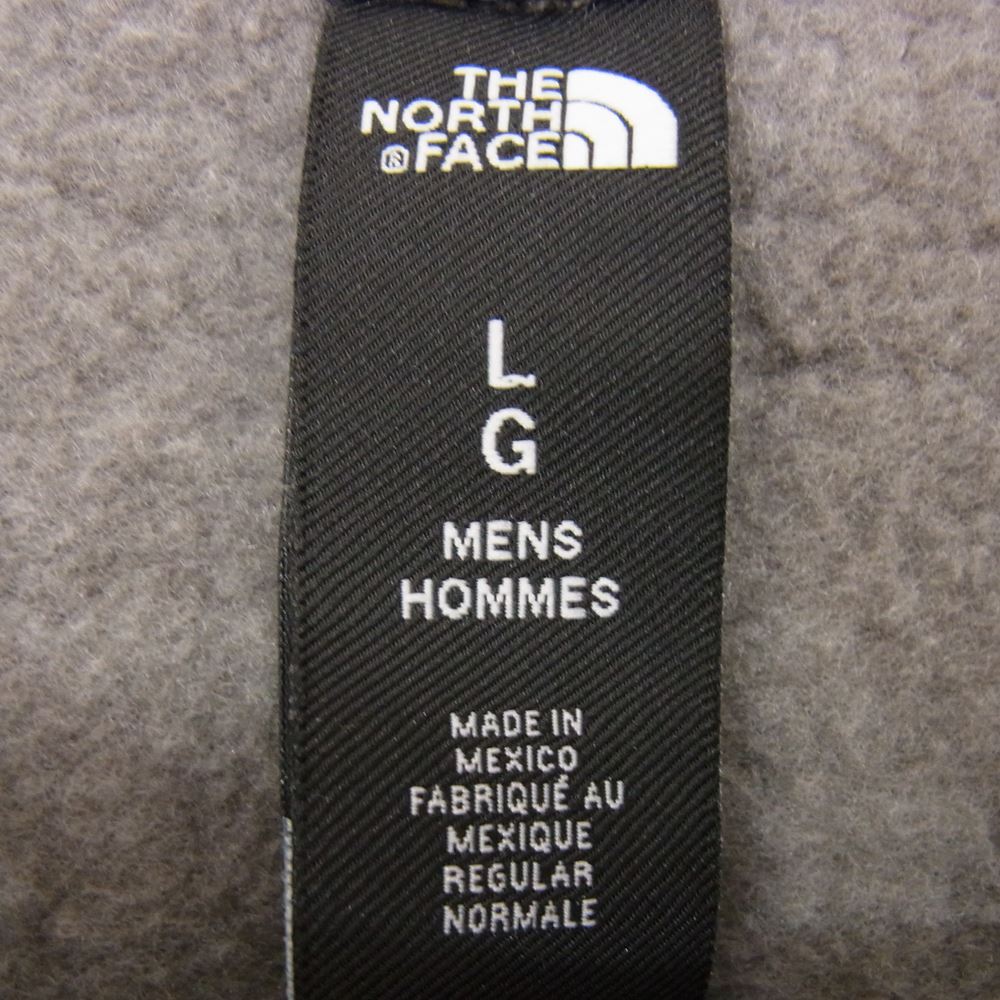 THE
NORTH
® FACE
L
G
MENS
HOMMES
MADE IN
MEXICO
FABRIQUÉ AU
MEXIQUE
REGULAR
NORMALE